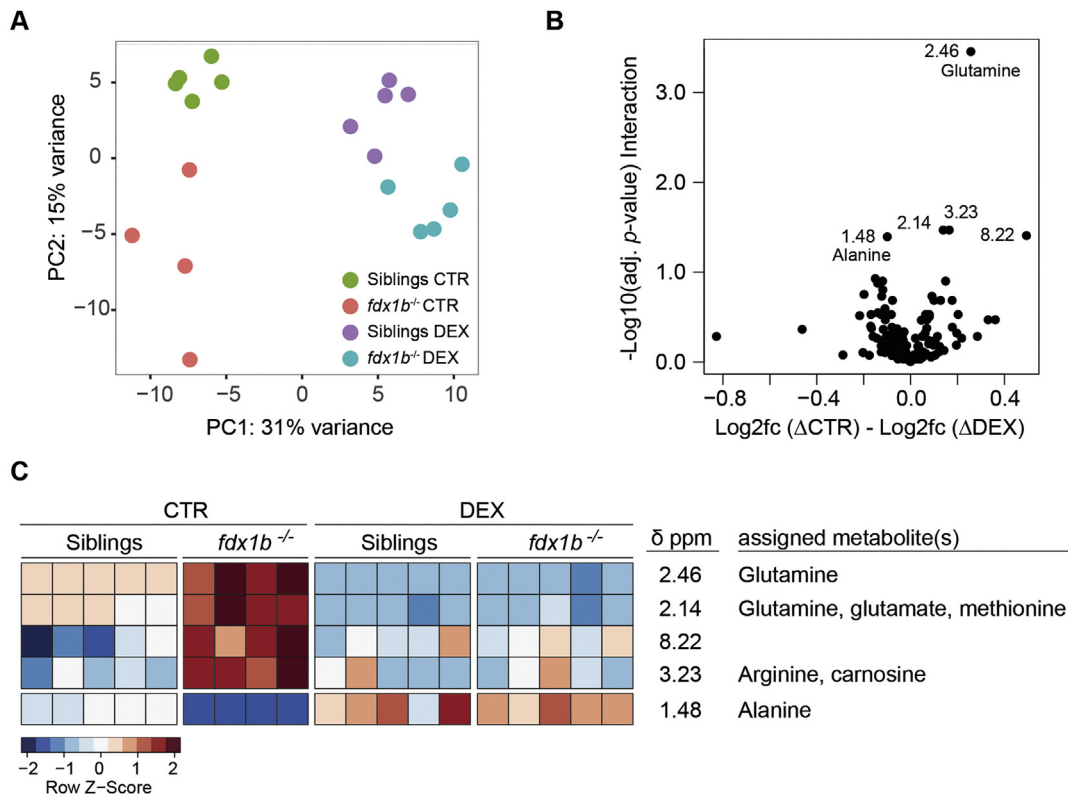 A
5
0
−5
−10
PC2: 15% variance
−10
−5
0
5
10
PC1: 31% variance
Siblings CTR
fdx1b-/- CTR
Siblings DEX
fdx1b-/- DEX
B
3.0
2.0
1.0
0.0
-Log10(adj. p-value) Interaction
−0.8
−0.4
0.0
0.4
Log2fc (ΔCTR) - Log2fc (ΔDEX)
2.46
Glutamine
2.14
3.23
8.22
1.48
Alanine
C
CTR
DEX
Siblings
fdx1b -/-
Siblings
fdx1b -/-
δ ppm
assigned metabolite(s)
2.46 Glutamine
2.14 Glutamine, glutamate, methionine
8.22
3.23 Arginine, carnosine
1.48 Alanine
−2 −1 0 1 2
Row Z−Score